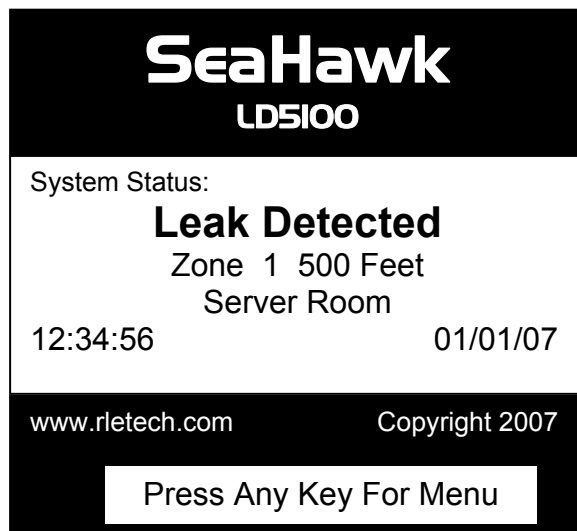 SeaHawk
LD5100
System Status:
Leak Detected
Zone 1 500 Feet
Server Room
12:34:56 01/01/07
www.rletech.com Copyright 2007
Press Any Key For Menu